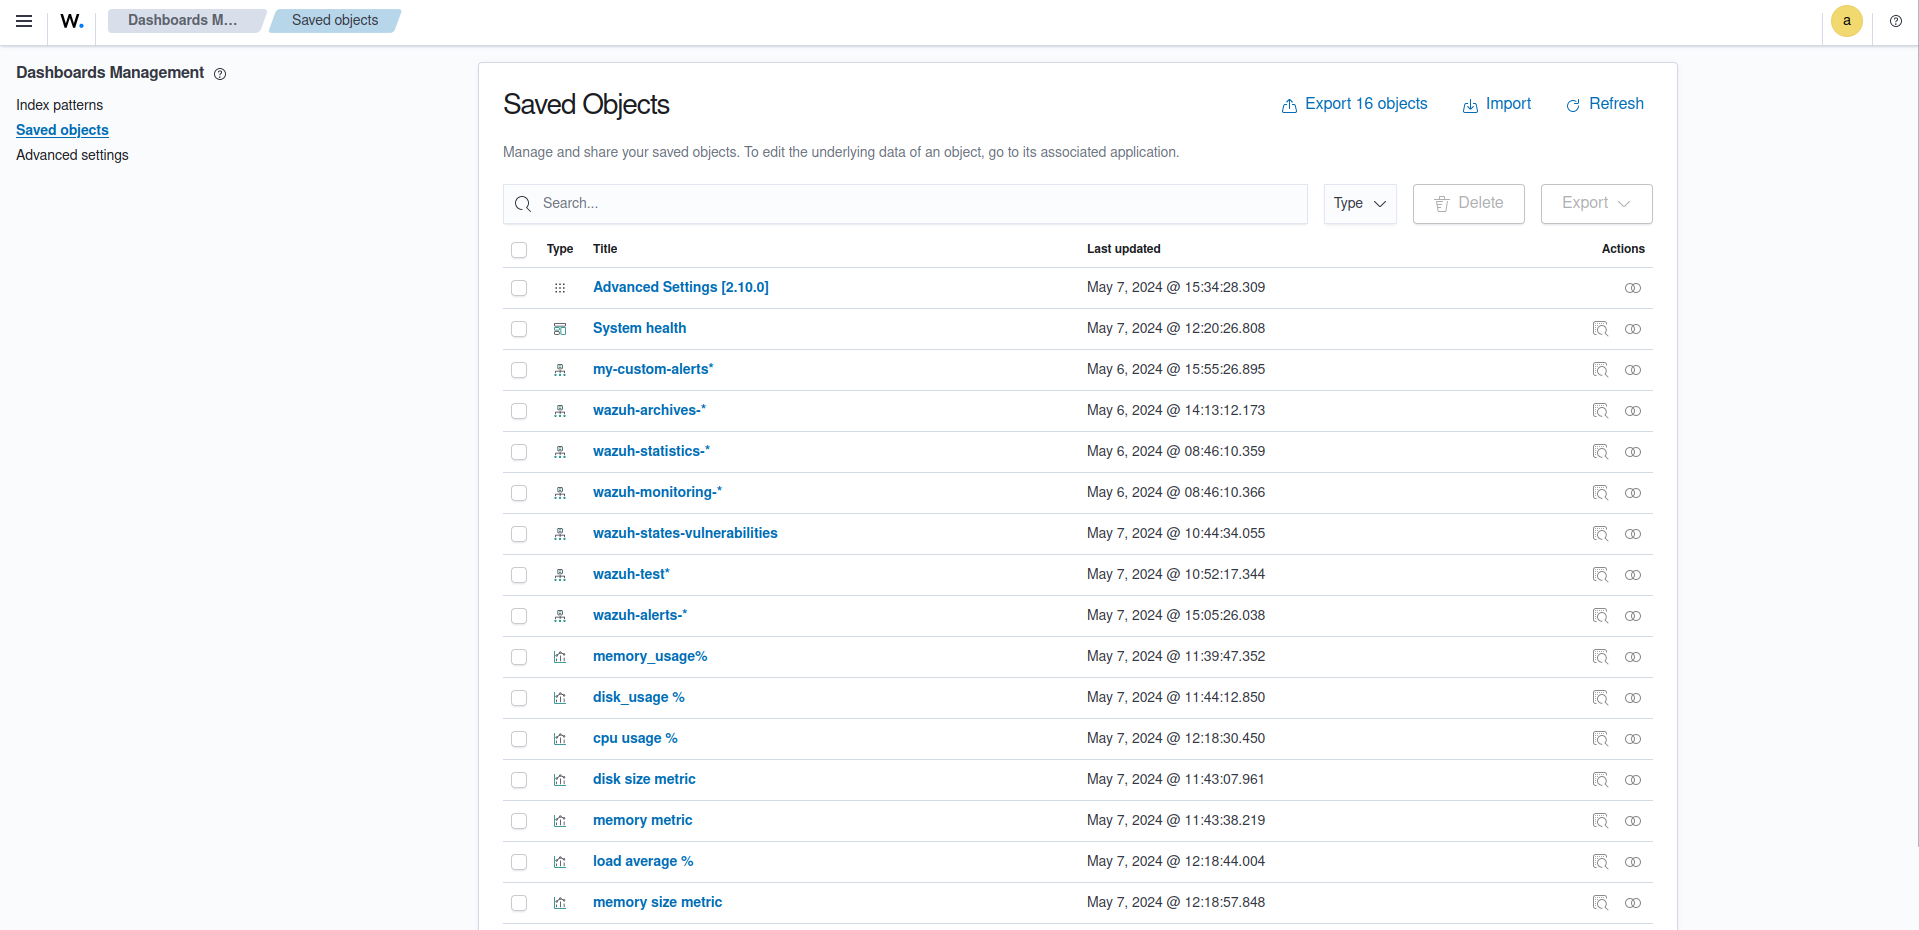 W.
Dashboards M...
Saved objects
a
Dashboards Management
Index patterns
Saved objects
Advanced settings
Saved Objects
Export 16 objects
Import
Refresh
Manage and share your saved objects. To edit the underlying data of an object, go to its associated application.
Search...
Type
Delete
Export
Type Title Last updated Actions
Advanced Settings [2.10.0] May 7, 2024 @ 15:34:28.309
System health May 7, 2024 @ 12:20:26.808
my-custom-alerts* May 6, 2024 @ 15:55:26.895
wazuh-archives-* May 6, 2024 @ 14:13:12.173
wazuh-statistics-* May 6, 2024 @ 08:46:10.359
wazuh-monitoring-* May 6, 2024 @ 08:46:10.366
wazuh-states-vulnerabilities May 7, 2024 @ 10:44:34.055
wazuh-test* May 7, 2024 @ 10:52:17.344
wazuh-alerts-* May 7, 2024 @ 15:05:26.038
memory_usage% May 7, 2024 @ 11:39:47.352
disk_usage % May 7, 2024 @ 11:44:12.850
cpu usage % May 7, 2024 @ 12:18:30.450
disk size metric May 7, 2024 @ 11:43:07.961
memory metric May 7, 2024 @ 11:43:38.219
load average % May 7, 2024 @ 12:18:44.004
memory size metric May 7, 2024 @ 12:18:57.848